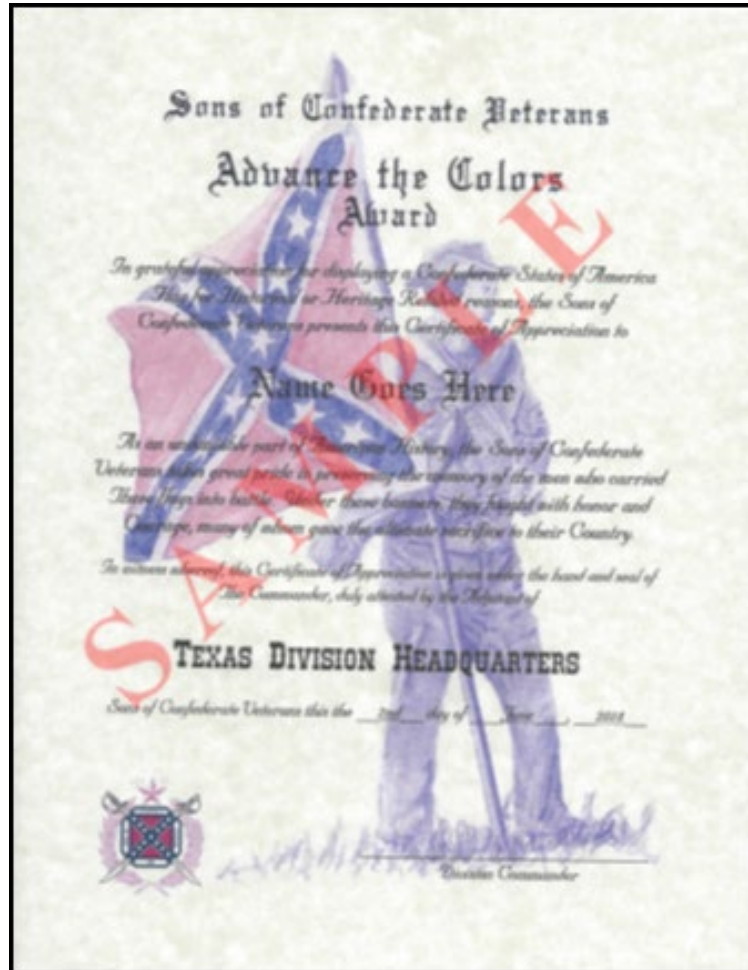 Sons of Confederate Veterans
Advance the Colors
Award
In grateful appreciation for displaying a Confederate States of America
Flag for Historical or Heritage Related reasons, the Sons of
Confederate Veterans presents this Certificate of Appreciation to
Name Goes Here
As an undeniable part of American History, the Sons of Confederate
Veterans takes great pride in preserving the memory of the men who carried
These flags into battle. Under these banners, they fought with honor and
Courage, many of whom gave the ultimate sacrifice to their Country.
In witness whereof, this Certificate of Appreciation is given under the hand and seal of
The Commander, duly attested by the Adjutant of
Texas Division Headquarters
Sons of Confederate Veterans this the 2nd day of June,
Division Commander
SAMPLE